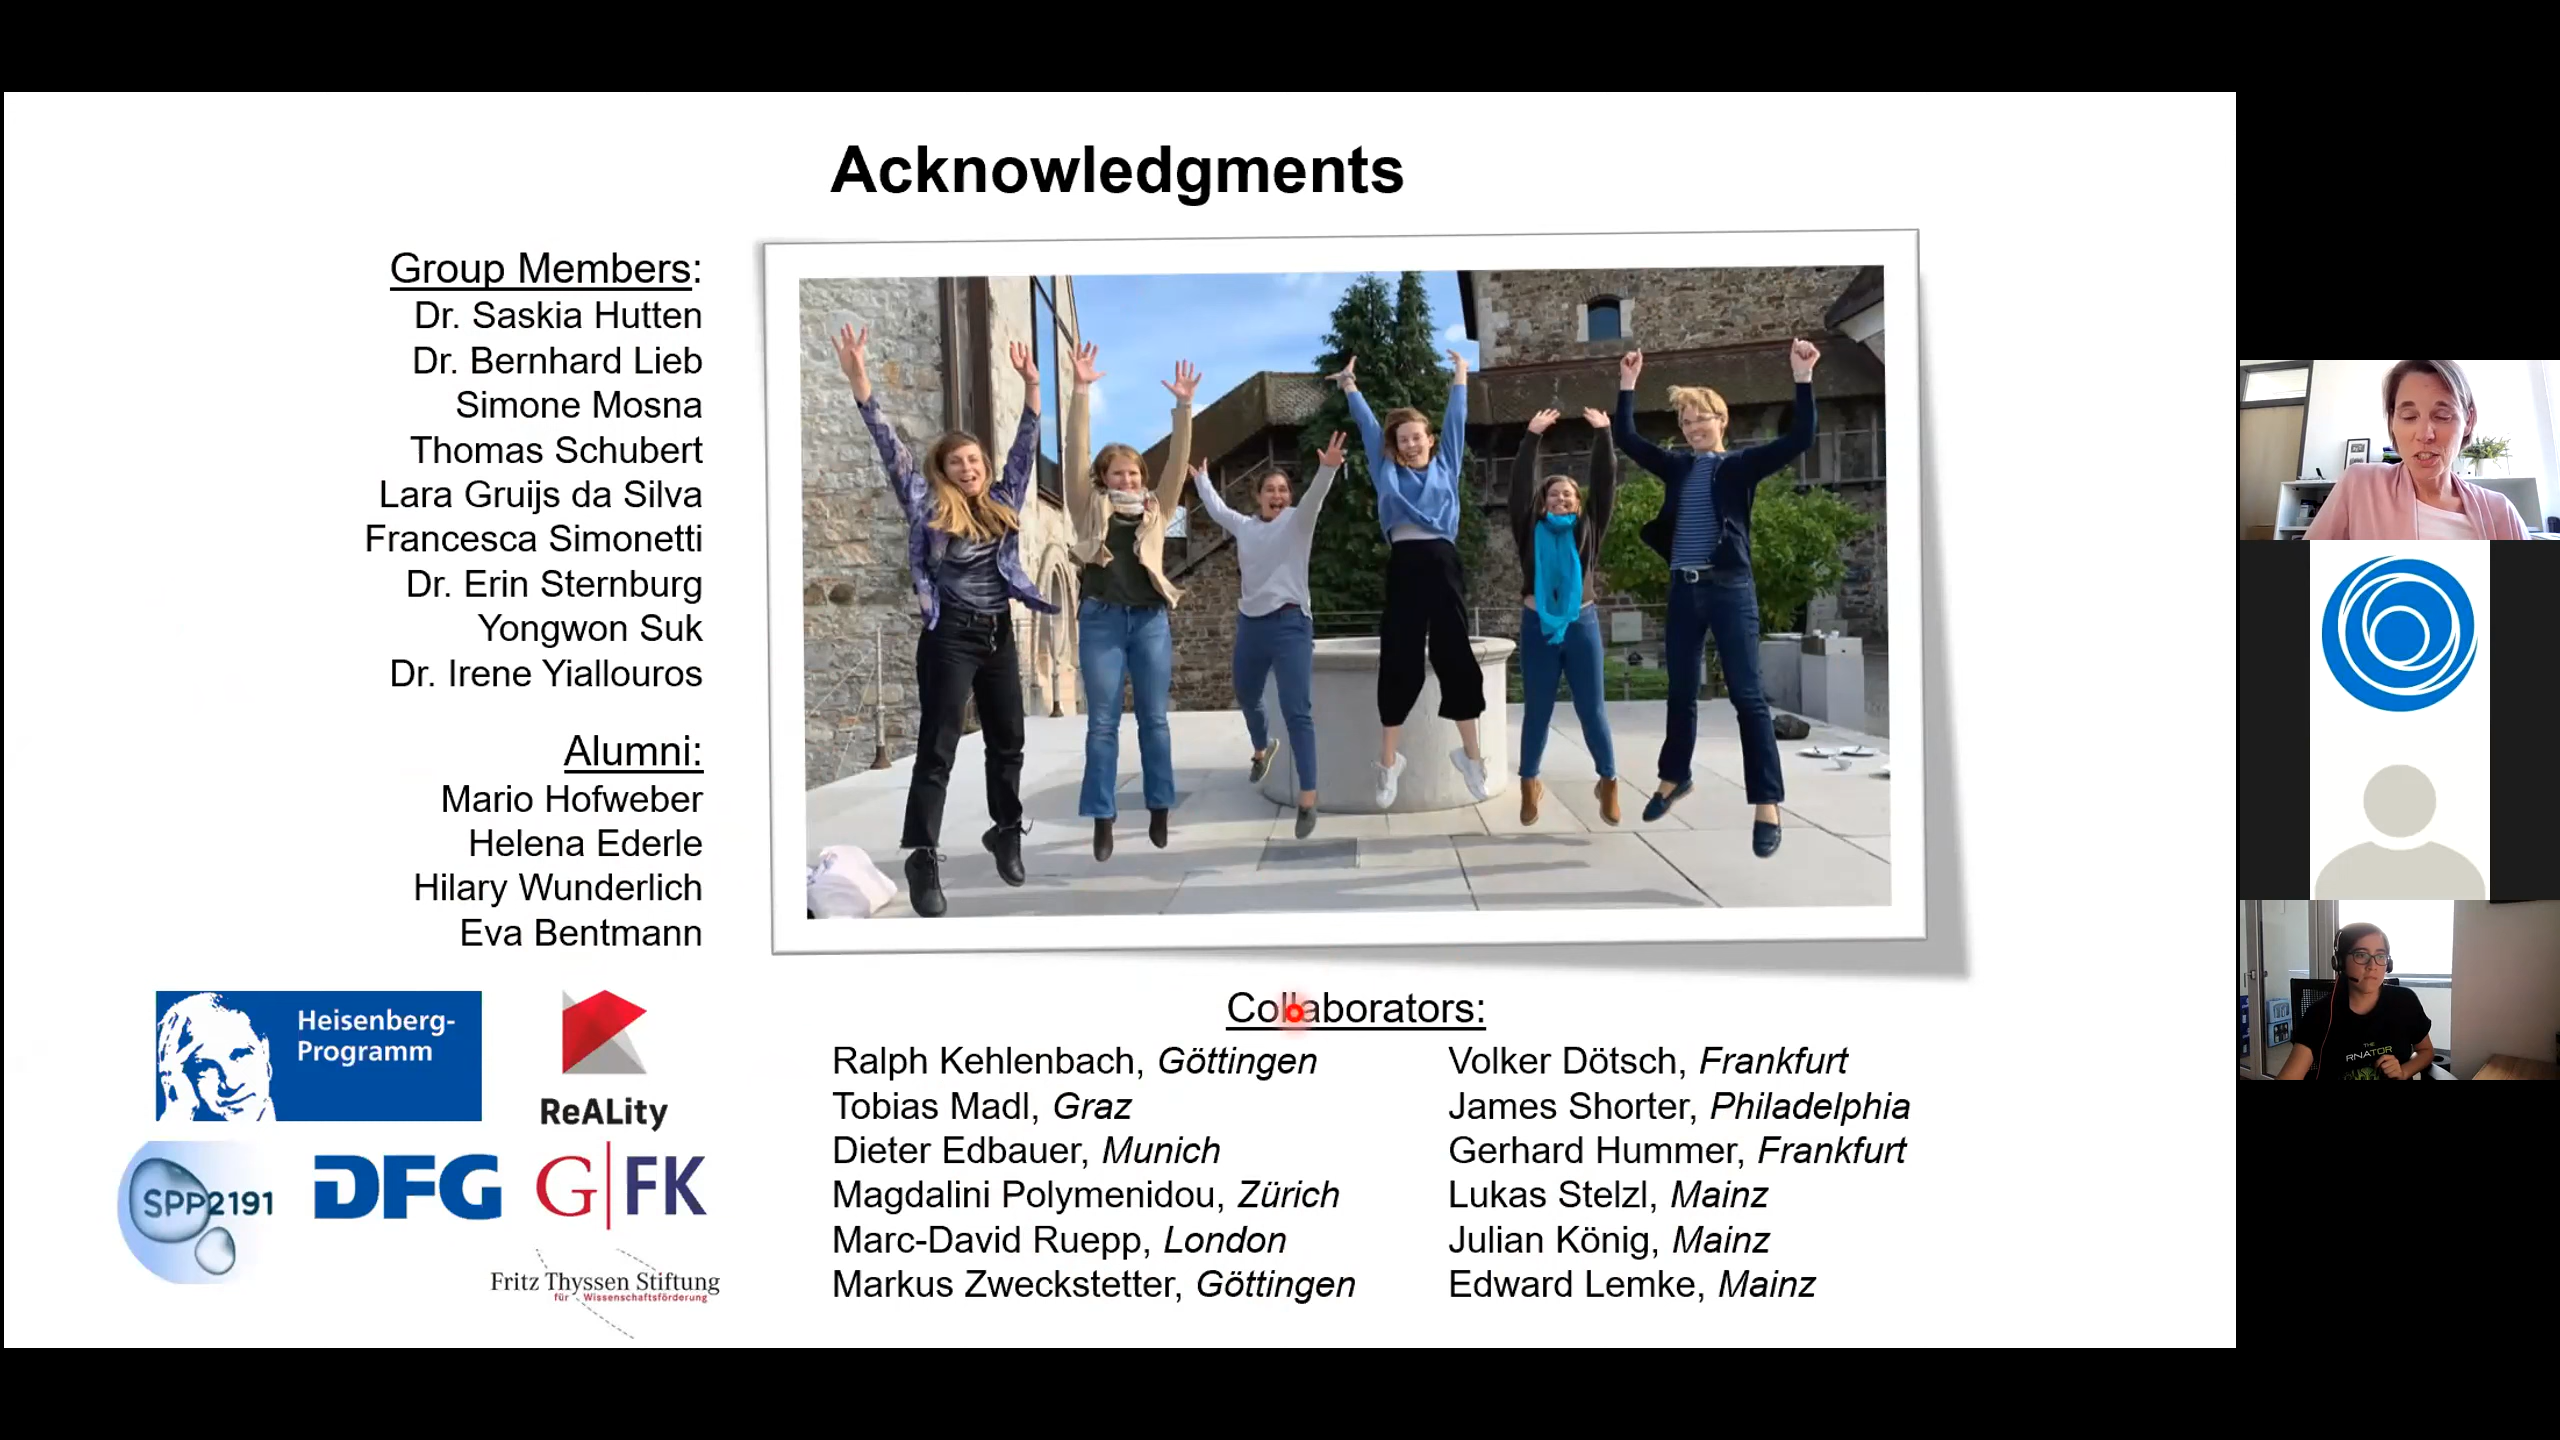 Acknowledgments
Group Members:
Dr. Saskia Hutten
Dr. Bernhard Lieb
Simone Mosna
Thomas Schubert
Lara Gruijs da Silva
Francesca Simonetti
Dr. Erin Sternburg
Yongwon Suk
Dr. Irene Yiallouros
Alumni:
Mario Hofweber
Helena Ederle
Hilary Wunderlich
Eva Bentmann
Heisenberg-
Programm
ReALity
SPP2191
DFG
G FK
Fritz Thyssen Stiftung
für Wissenschaftsförderung
Collaborators:
Ralph Kehlenbach, Göttingen
Tobias Madl, Graz
Dieter Edbauer, Munich
Magdalini Polymenidou, Zürich
Marc-David Ruepp, London
Markus Zweckstetter, Göttingen
Volker Dötsch, Frankfurt
James Shorter, Philadelphia
Gerhard Hummer, Frankfurt
Lukas Stelzl, Mainz
Julian König, Mainz
Edward Lemke, Mainz
THE
RNATOR